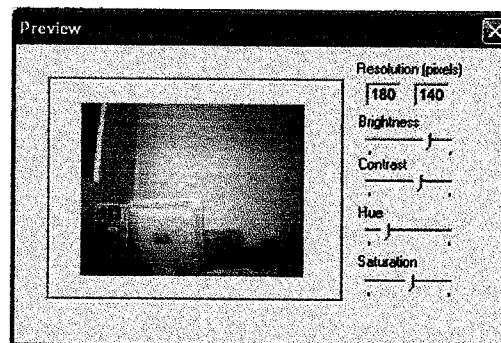 Preview
Resolution (pixels)
180 140
Brightness
Contrast
Hue
Saturation